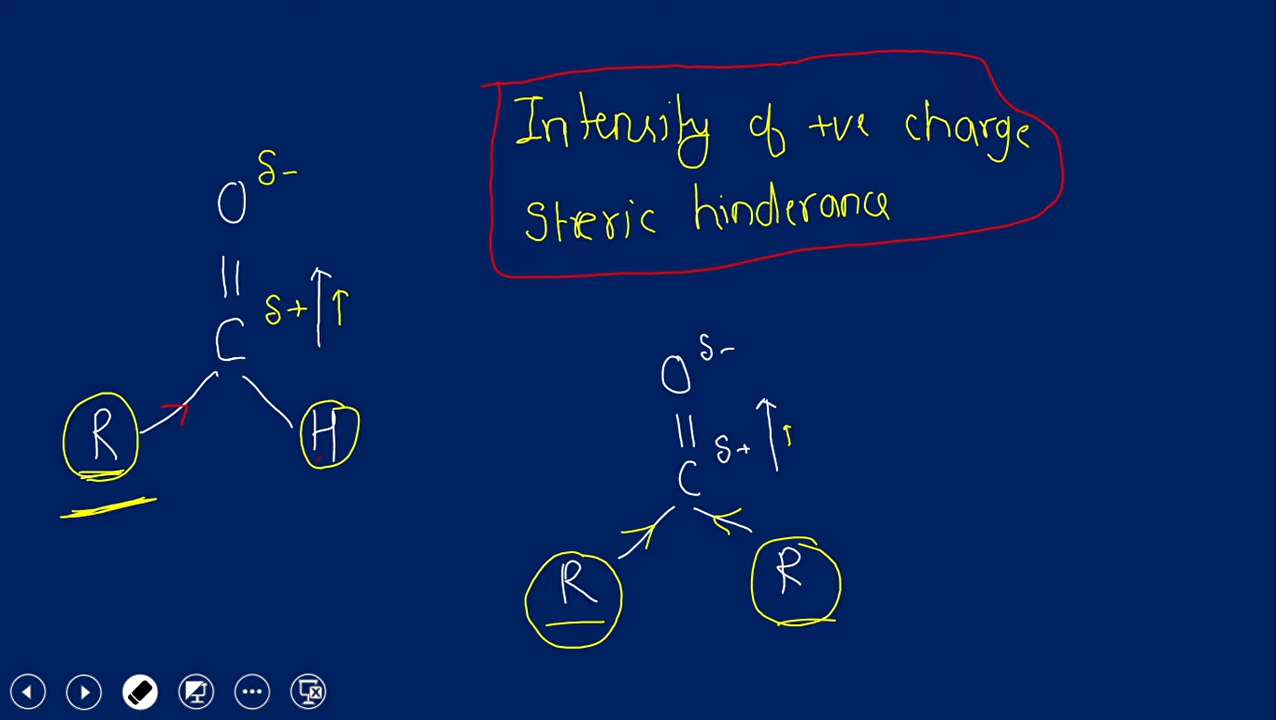 Intensity of +ve charge
Steric hinderance
O δ-
||
C δ+ ↑ ↑
R H
O δ-
||
C δ+ ↑ ↑
R R